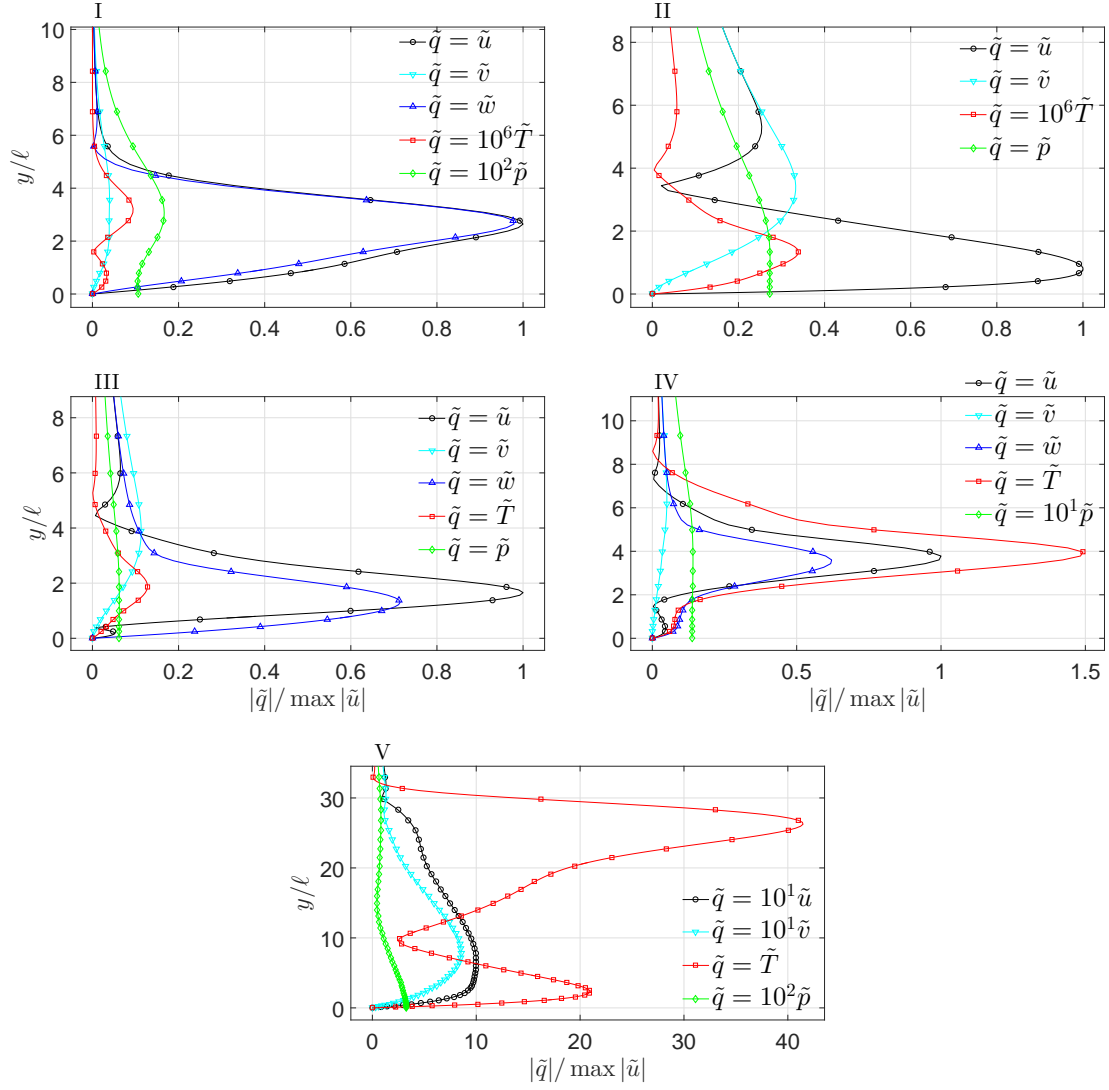 I
10
8
6
4
2
0
y/ℓ
0
0.2
0.4
0.6
0.8
1
q̃ = ũ
q̃ = ṽ
q̃ = w̃
q̃ = 10⁶T̃
q̃ = 10²p̃
II
8
6
4
2
0
0
0.2
0.4
0.6
0.8
1
q̃ = ũ
q̃ = ṽ
q̃ = 10⁶T̃
q̃ = p̃
III
8
6
4
2
0
y/ℓ
0
0.2
0.4
0.6
0.8
1
|q̃|/ max |ũ|
q̃ = ũ
q̃ = ṽ
q̃ = w̃
q̃ = T̃
q̃ = p̃
IV
10
8
6
4
2
0
0
0.5
1
1.5
|q̃|/ max |ũ|
q̃ = ũ
q̃ = ṽ
q̃ = w̃
q̃ = T̃
q̃ = 10¹p̃
V
30
20
10
0
y/ℓ
0
10
20
30
40
|q̃|/ max |ũ|
q̃ = 10¹ũ
q̃ = 10¹ṽ
q̃ = T̃
q̃ = 10²p̃